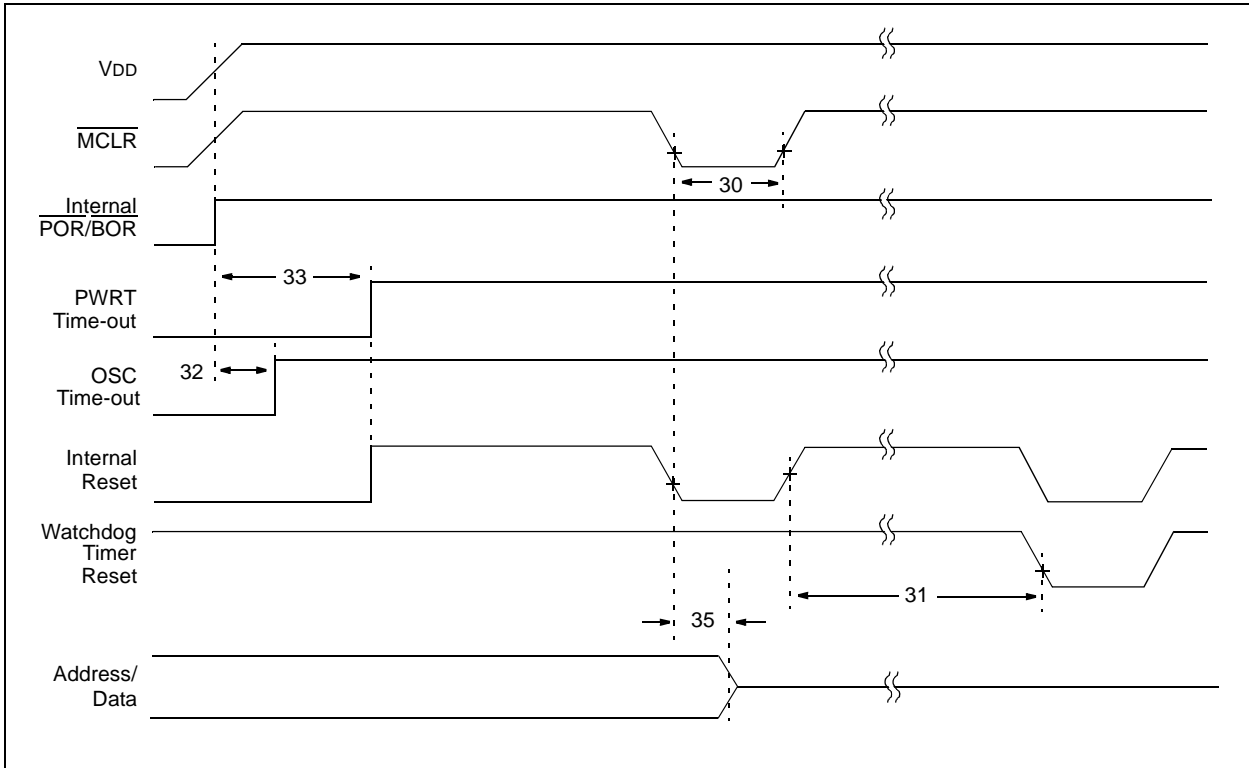 VDD
MCLR
30
Internal
POR/BOR
33
PWRT
Time-out
32
OSC
Time-out
Internal
Reset
Watchdog
Timer
Reset
31
35
Address/
Data